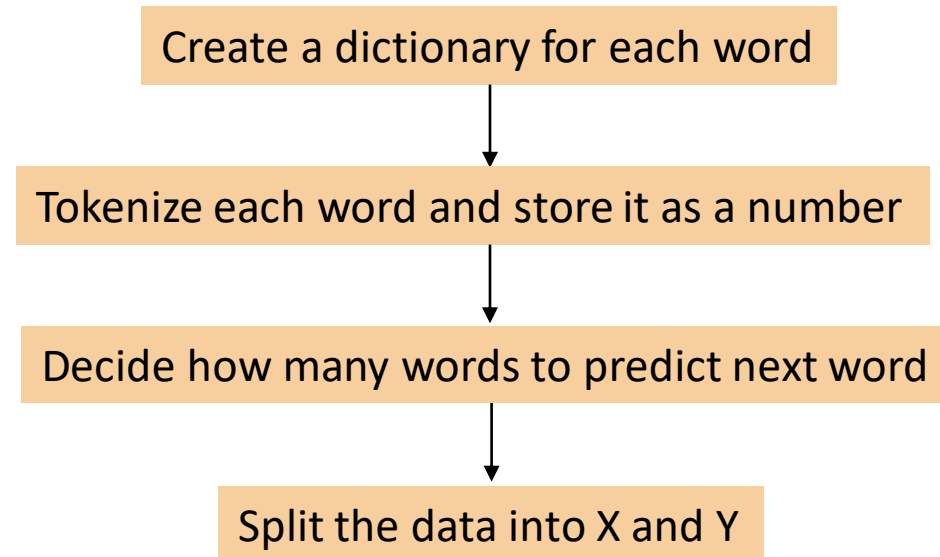 Create a dictionary for each word
Tokenize each word and store it as a number
Decide how many words to predict next word
Split the data into X and Y